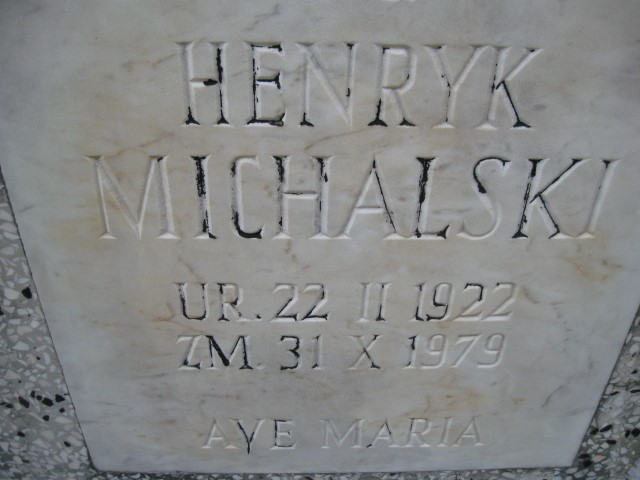 HENRYK
MICHALSKI
UR. 22 II 1922
ZM. 31 X 1979
AVE MARIA